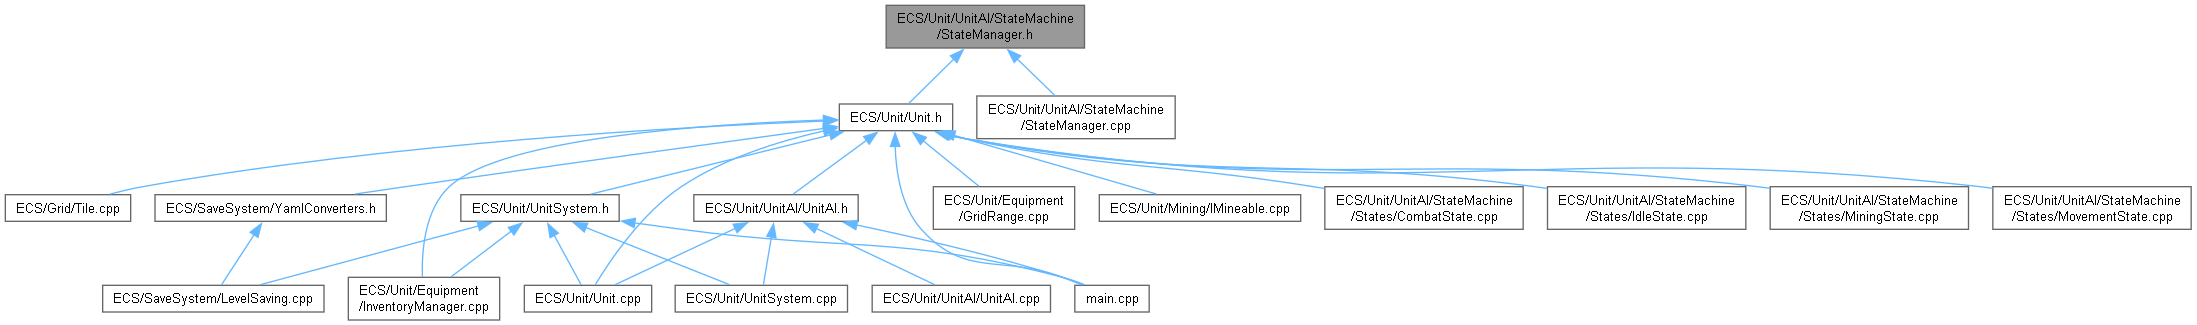 ECS/Unit/UnitAI/StateMachine
/StateManager.h
ECS/Unit/Unit.h
ECS/Unit/UnitAI/StateMachine
/StateManager.cpp
ECS/Grid/Tile.cpp
ECS/SaveSystem/YamlConverters.h
ECS/Unit/UnitSystem.h
ECS/Unit/UnitAI/UnitAI.h
ECS/Unit/Equipment
/GridRange.cpp
ECS/Unit/Mining/IMineable.cpp
ECS/Unit/UnitAI/StateMachine
/States/CombatState.cpp
ECS/Unit/UnitAI/StateMachine
/States/IdleState.cpp
ECS/Unit/UnitAI/StateMachine
/States/MiningState.cpp
ECS/Unit/UnitAI/StateMachine
/States/MovementState.cpp
ECS/SaveSystem/LevelSaving.cpp
ECS/Unit/Equipment
/InventoryManager.cpp
ECS/Unit/Unit.cpp
ECS/Unit/UnitSystem.cpp
ECS/Unit/UnitAI/UnitAI.cpp
main.cpp